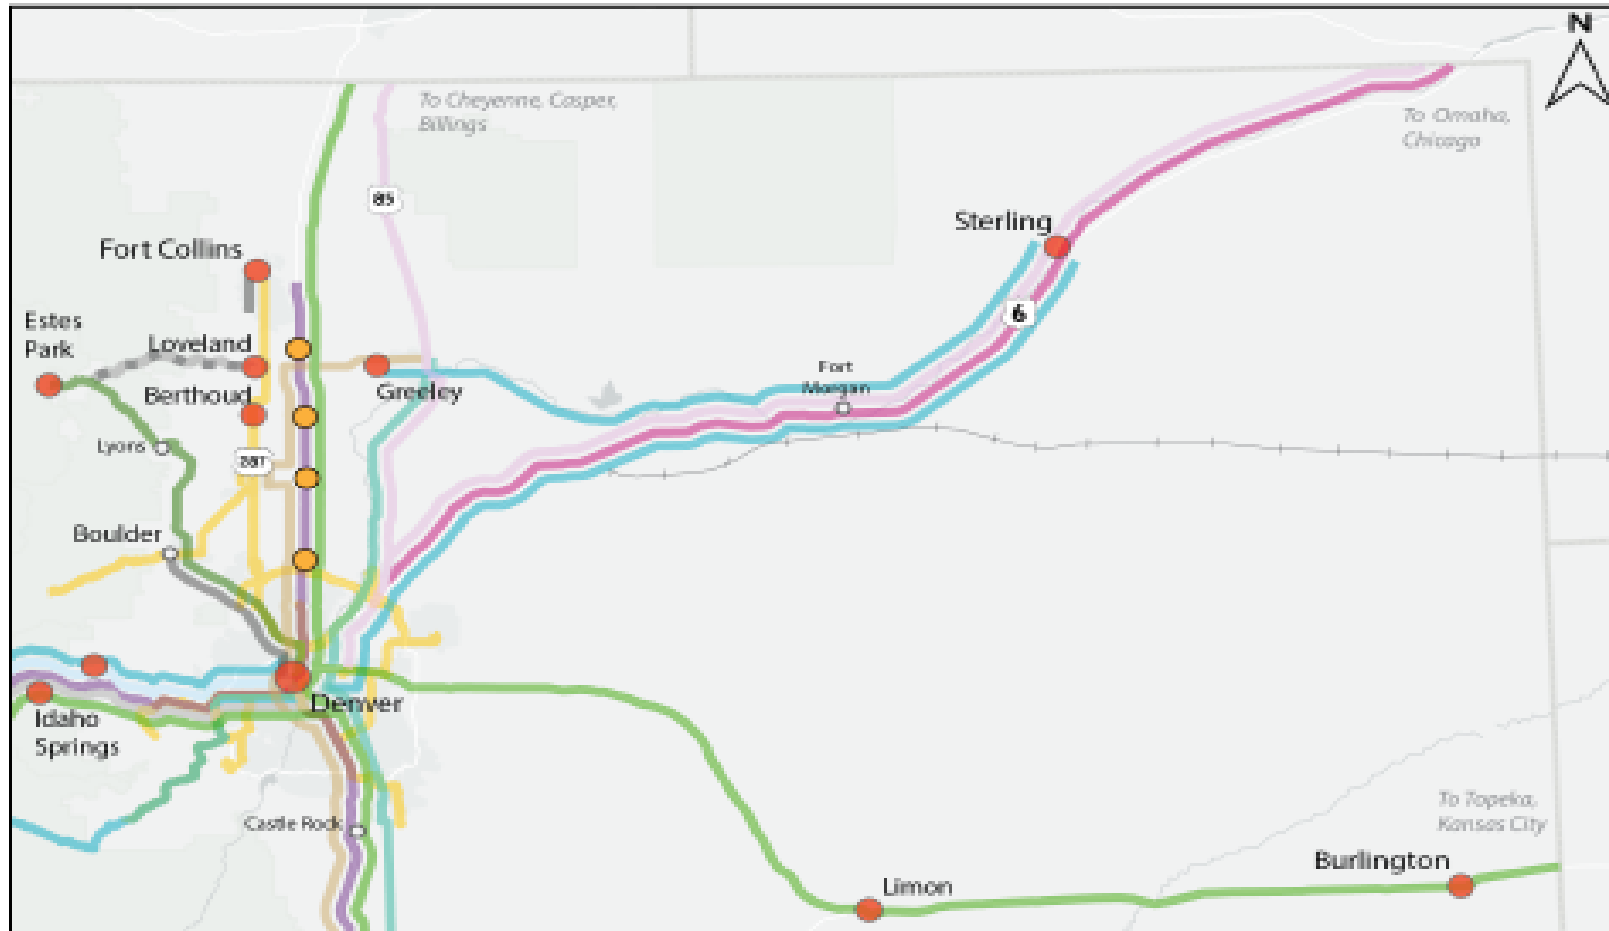 N
To Cheyenne, Casper,
Billings
To Omaha,
Chicago
85
Sterling
Fort Collins
6
Estes
Park
Loveland
Fort
Morgan
Berthoud
Greeley
Lyons
287
Boulder
Denver
Idaho
Springs
To Topeka,
Kansas City
Castle Rock
Burlington
Limon